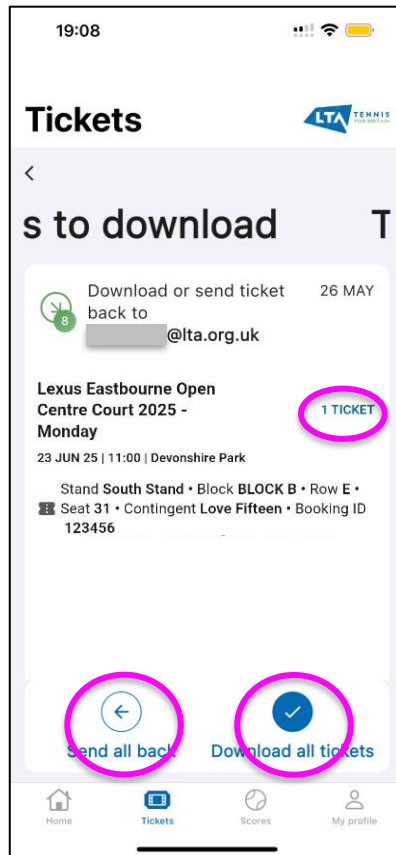 19:08
Tickets
LTA TENNIS
FOR BRITAIN
s to download T
Download or send ticket 26 MAY
back to
8
@lta.org.uk
Lexus Eastbourne Open
Centre Court 2025 - 1 TICKET
Monday
23 JUN 25 | 11:00 | Devonshire Park
Stand South Stand • Block BLOCK B • Row E •
Seat 31 • Contingent Love Fifteen • Booking ID
123456
Send all back Download all tickets
Home Tickets Scores My profile